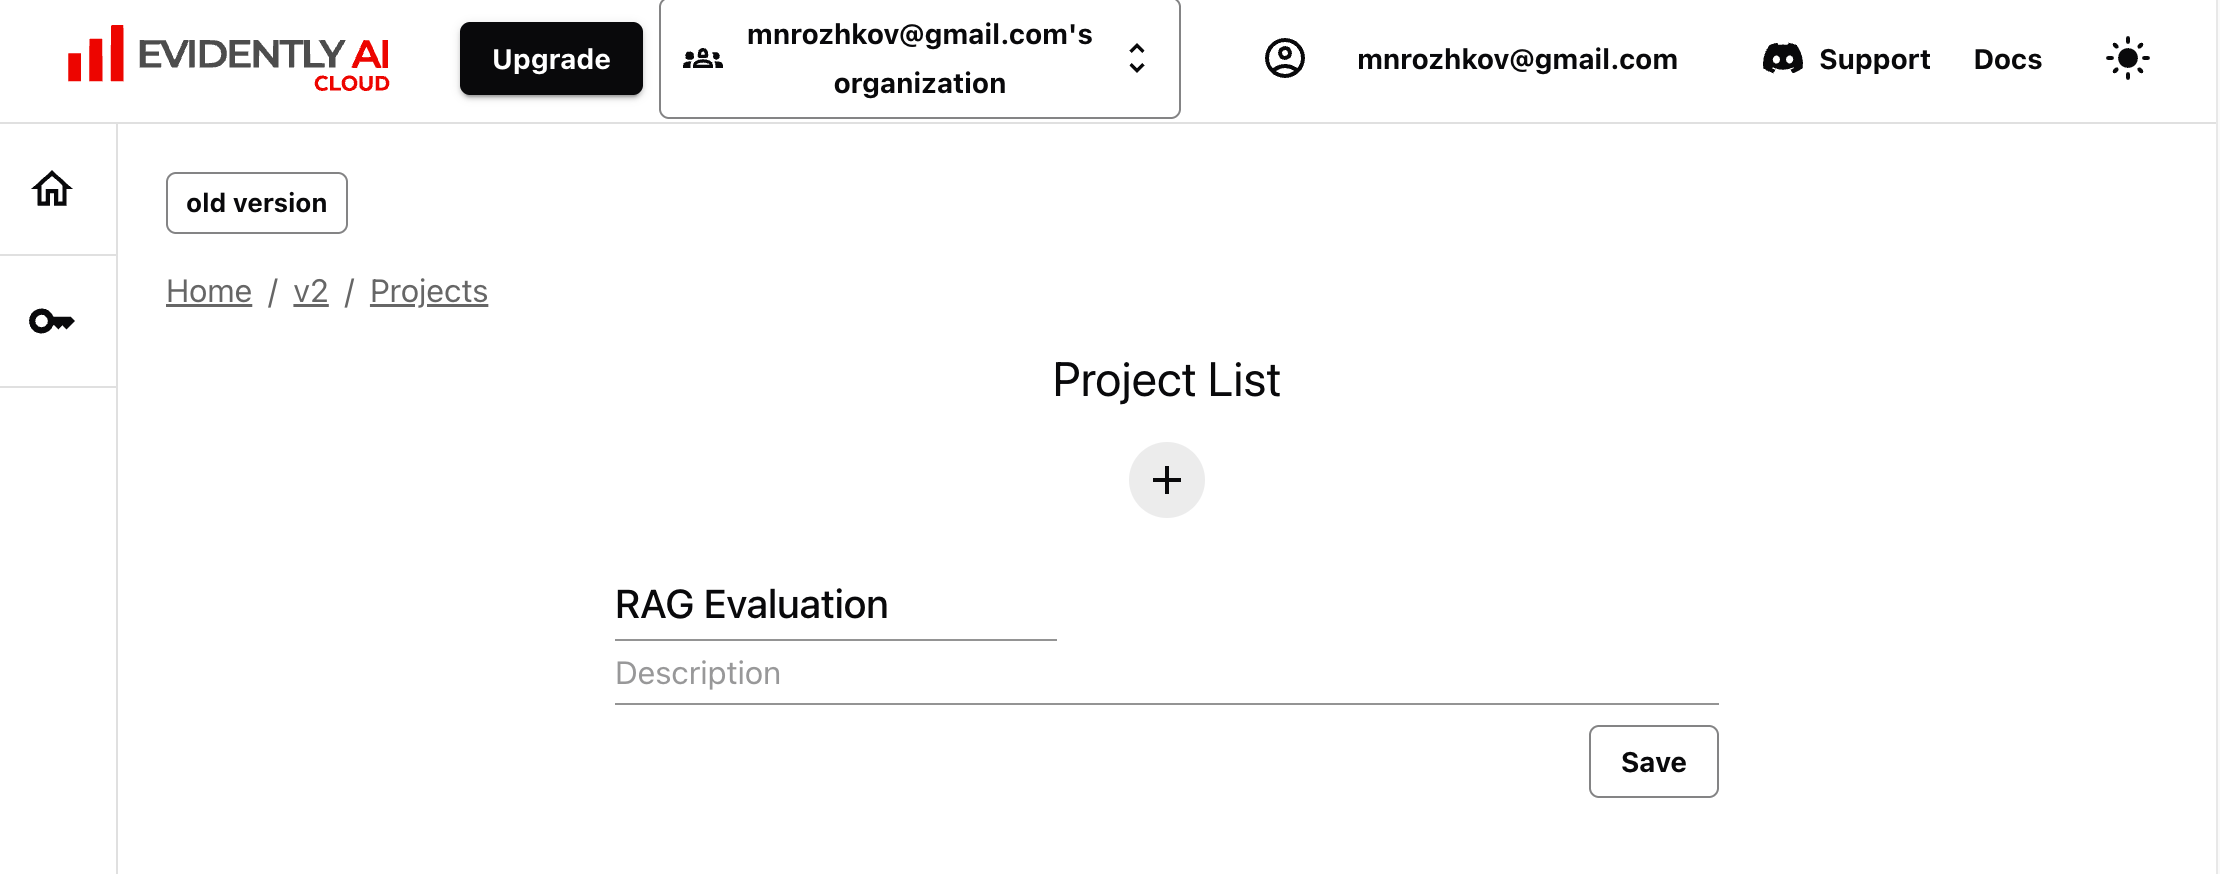 EVIDENTLY AI
CLOUD
Upgrade
mnrozhkov@gmail.com's
organization
mnrozhkov@gmail.com
Support
Docs
old version
Home / v2 / Projects
Project List
RAG Evaluation
Description
Save